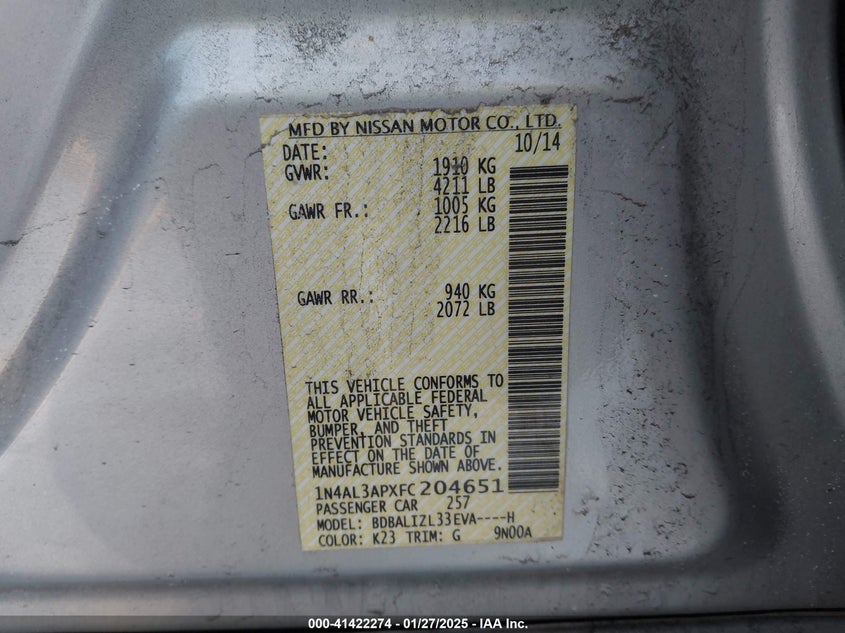 MFD BY NISSAN MOTOR CO., LTD.
DATE: 10/14
GVWR: 1910 KG
4211 LB
GAWR FR.: 1005 KG
2216 LB
GAWR RR.: 940 KG
2072 LB
THIS VEHICLE CONFORMS TO
ALL APPLICABLE FEDERAL
MOTOR VEHICLE SAFETY,
BUMPER, AND THEFT
PREVENTION STANDARDS IN
EFFECT ON THE DATE OF
MANUFACTURE SHOWN ABOVE.
1N4AL3APXFC204651
PASSENGER CAR 257
MODEL: BDBALIZL33EVA----H
COLOR: K23 TRIM: G 9N00A
000-41422274 - 01/27/2025 - IAA Inc.